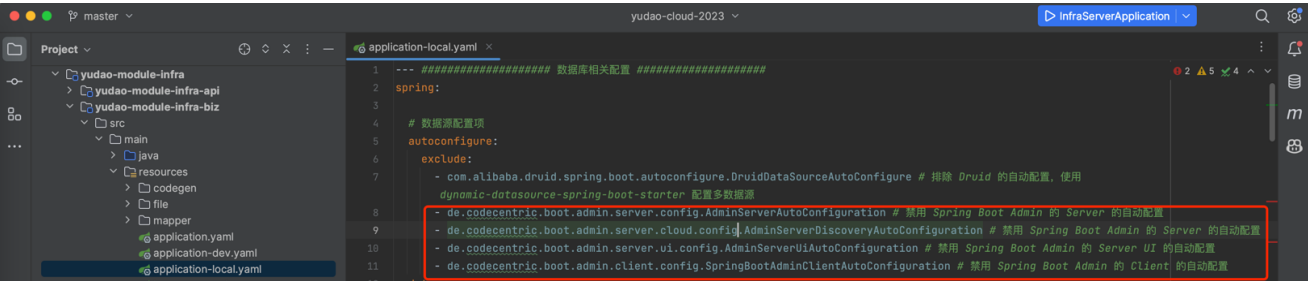 master
yudao-cloud-2023
InfraServerApplication
Project
application-local.yaml
yudao-module-infra
yudao-module-infra-api
yudao-module-infra-biz
src
main
java
resources
codegen
file
mapper
application.yaml
application-dev.yaml
application-local.yaml
2 5 4
1 --- #################### 数据库相关配置 ####################
2 spring:
3
4 # 数据源配置项
5 autoconfigure:
6 exclude:
7 - com.alibaba.druid.spring.boot.autoconfigure.DruidDataSourceAutoConfigure # 排除 Druid 的自动配置，使用
dynamic-datasource-spring-boot-starter 配置多数据源
8 - de.codecentric.boot.admin.server.config.AdminServerAutoConfiguration # 禁用 Spring Boot Admin 的 Server 的自动配置
9 - de.codecentric.boot.admin.server.cloud.config.AdminServerDiscoveryAutoConfiguration # 禁用 Spring Boot Admin 的 Server 的自动配置
10 - de.codecentric.boot.admin.server.ui.config.AdminServerUiAutoConfiguration # 禁用 Spring Boot Admin 的 Server UI 的自动配置
11 - de.codecentric.boot.admin.client.config.SpringBootAdminClientAutoConfiguration # 禁用 Spring Boot Admin 的 Client 的自动配置
m